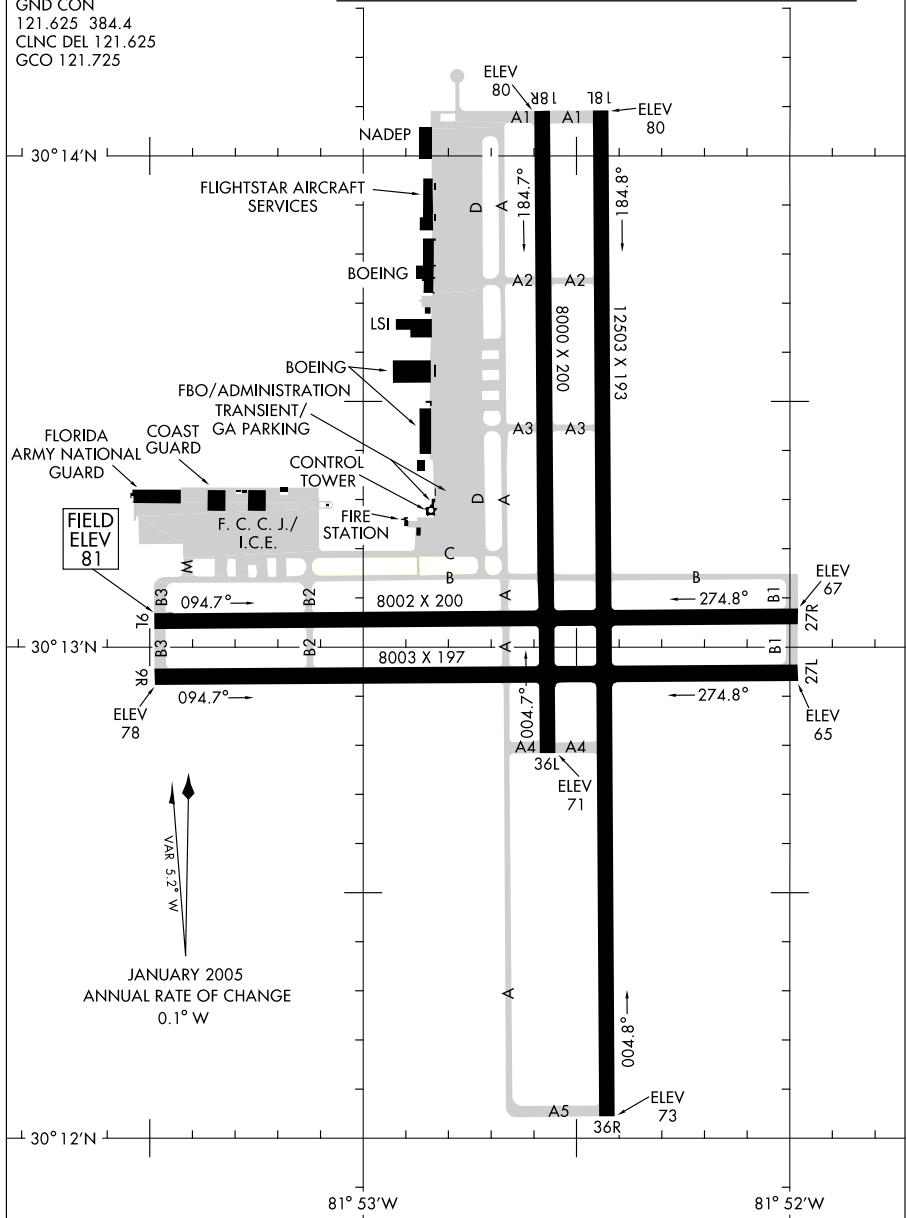 GND CON
121.625 384.4
CLNC DEL 121.625
GCO 121.725
ELEV
80
18R
18L
ELEV
80
A1
A1
NADEP
30° 14'N
FLIGHTSTAR AIRCRAFT
SERVICES
D
A
184.7°
184.8°
BOEING
A2
A2
LSI
8000 X 200
12503 X 193
BOEING
FBO/ADMINISTRATION
TRANSIENT/
GA PARKING
A3
A3
FLORIDA
ARMY NATIONAL
GUARD
COAST
GUARD
CONTROL
TOWER
D
A
FIELD
ELEV
81
F. C. C. J./
I.C.E.
FIRE
STATION
C
W
B
B
ELEV
67
B3
094.7°
B2
8002 X 200
A
274.8°
B1
9L
27R
30° 13'N
B3
B2
8003 X 197
A
B1
9R
27L
094.7°
004.7°
274.8°
ELEV
78
ELEV
65
A4
A4
36L
ELEV
71
VAR 5.2° W
JANUARY 2005
ANNUAL RATE OF CHANGE
0.1° W
A
004.8°
A5
ELEV
73
36R
30° 12'N
81° 53'W
81° 52'W